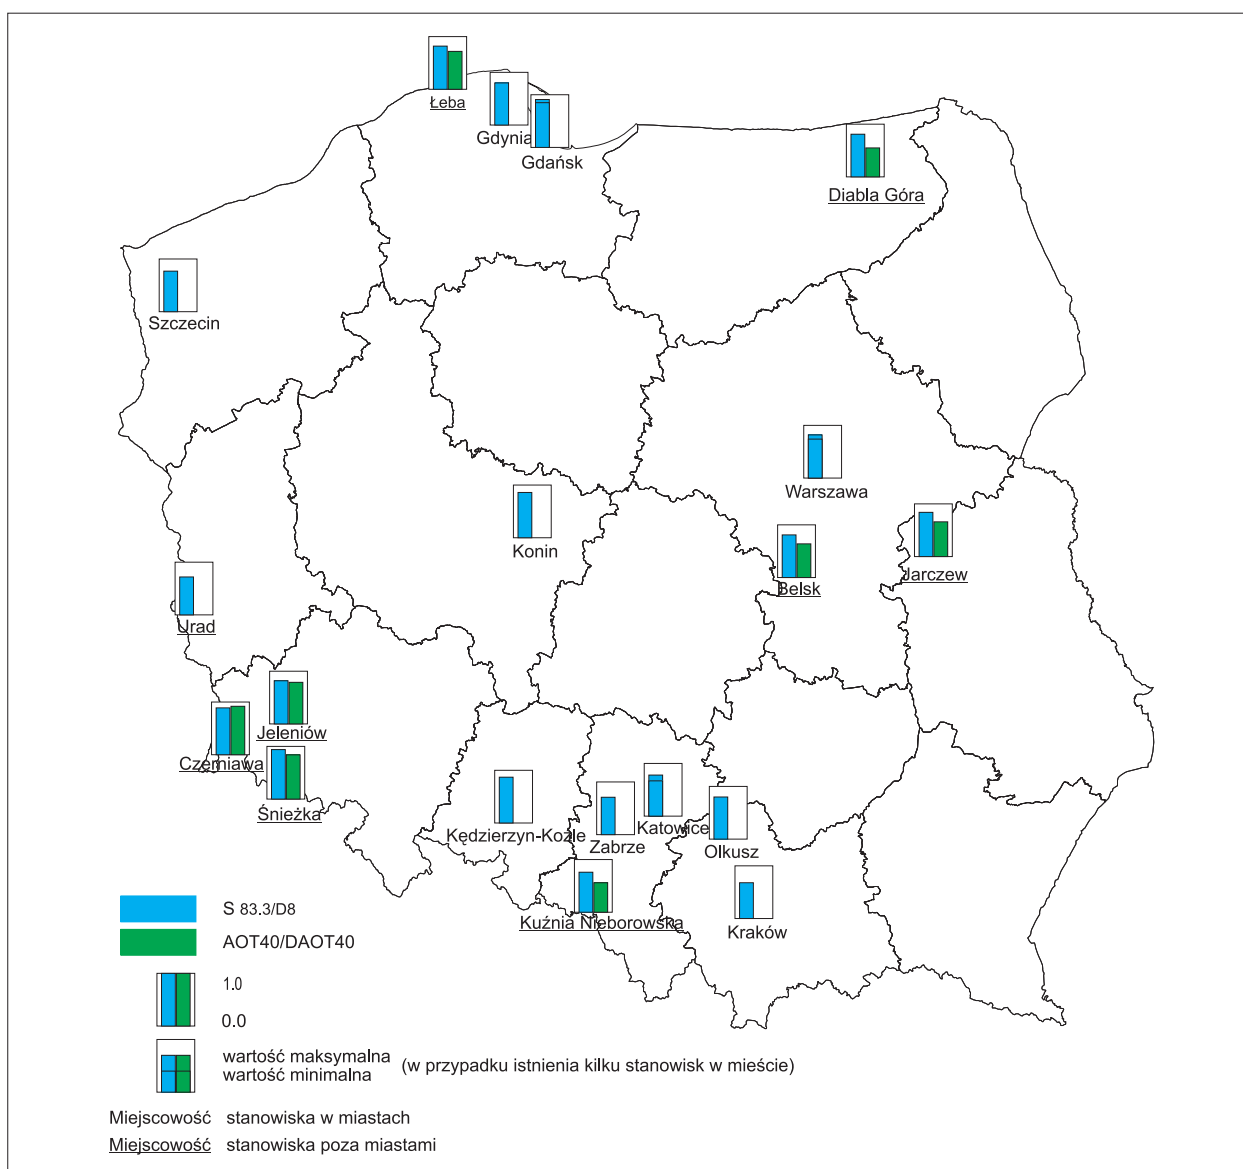 Łeba
Gdynia
Gdańsk
Diabla Góra
Szczecin
Warszawa
Konin
Belsk
Jarczew
Urad
Jeleniów
Czerniawa
Śnieżka
Kędzierzyn-Koźle
Zabrze
Katowice
Olkusz
Kuźnia Nieborowska
Kraków
S 83.3/D8
AOT40/DAOT40
1.0
0.0
wartość maksymalna
wartość minimalna
(w przypadku istnienia kilku stanowisk w mieście)
Miejscowość stanowiska w miastach
Miejscowość stanowiska poza miastami